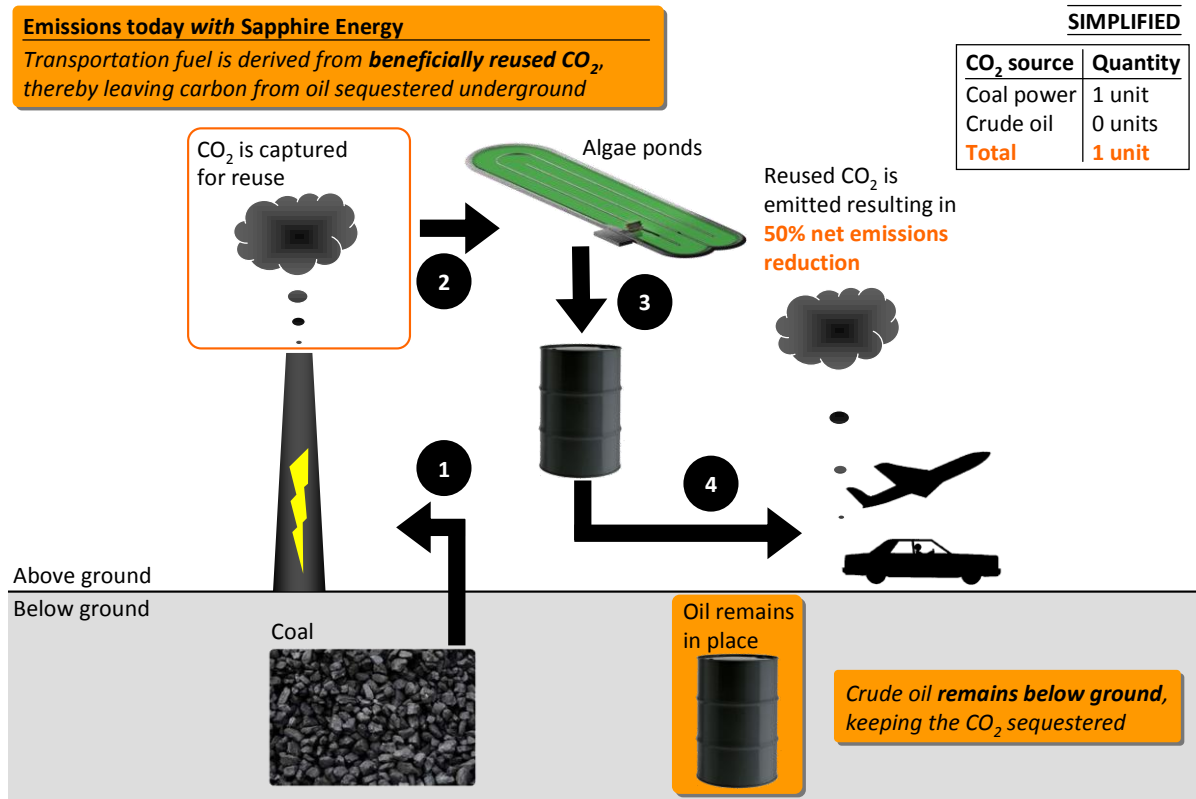 Emissions today with Sapphire Energy
Transportation fuel is derived from beneficially reused CO₂,
thereby leaving carbon from oil sequestered underground
SIMPLIFIED
CO₂ source Quantity
Coal power 1 unit
Crude oil 0 units
Total 1 unit
CO₂ is captured
for reuse
Algae ponds
Reused CO₂ is
emitted resulting in
50% net emissions
reduction
2
3
1
4
Above ground
Below ground
Coal
Oil remains
in place
Crude oil remains below ground,
keeping the CO₂ sequestered